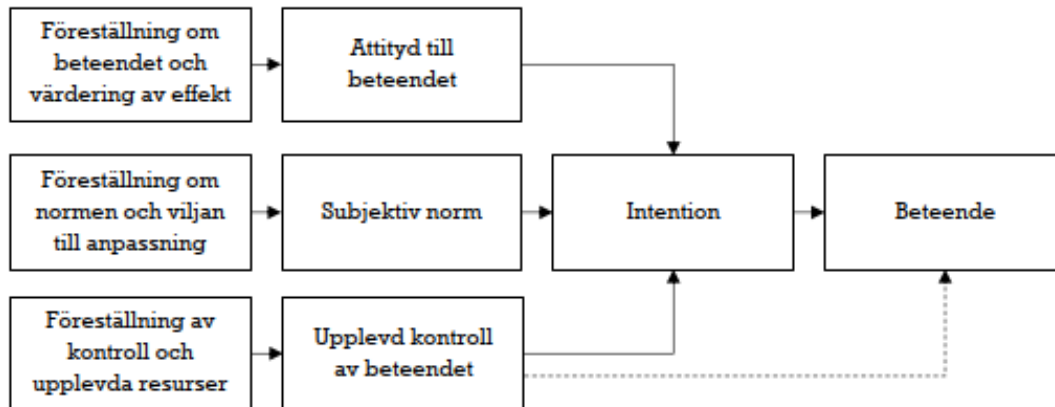 Föreställning om
beteendet och
värdering av effekt
Attityd till
beteendet
Föreställning om
normen och viljan
till anpassning
Subjektiv norm
Intention
Beteende
Föreställning av
kontroll och
upplevda resurser
Upplevd kontroll
av beteendet